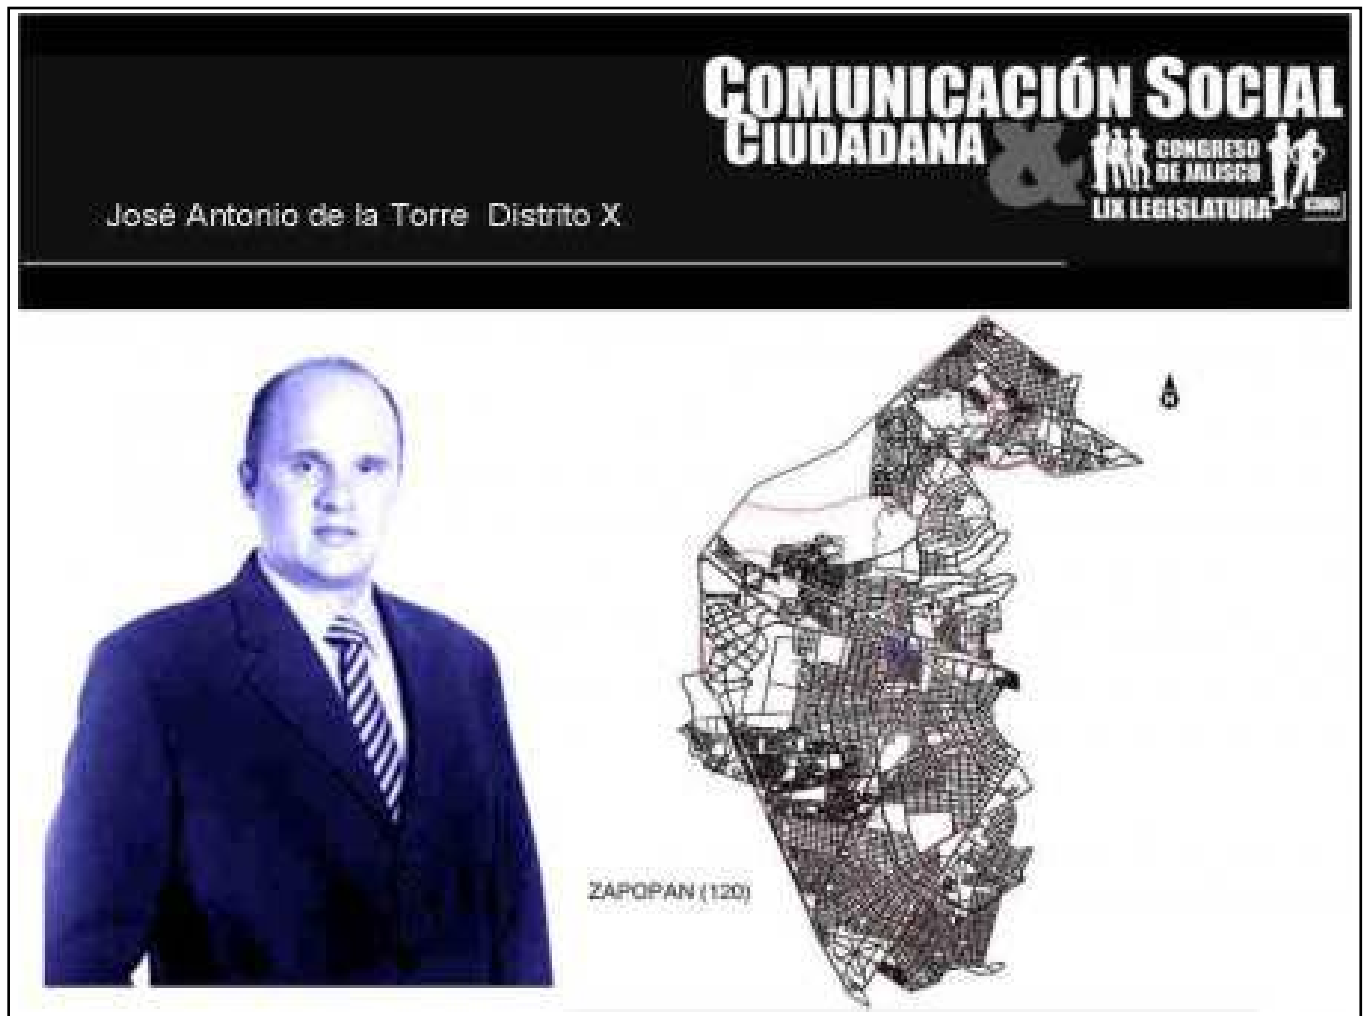 COMUNICACIÓN SOCIAL
CIUDADANA &
CONGRESO
DE JALISCO
LIX LEGISLATURA
José Antonio de la Torre Distrito X
ZAPOPAN (120)